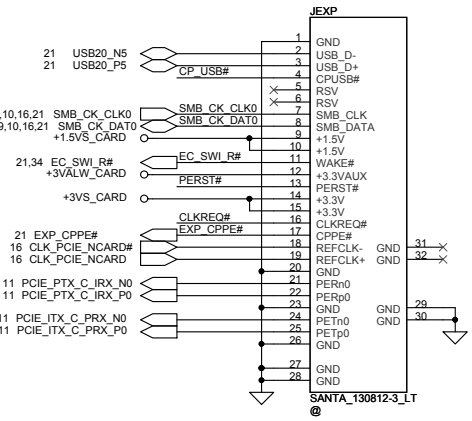 JEXP
1 GND
21 USB20_N5 2 USB_D-
21 USB20_P5 3 USB_D+
CP_USB# 4 CPUSB#
5 RSV
6 RSV
,10,16,21 SMB_CK_CLK0 SMB_CK_CLK0 7 SMB_CLK
9,10,16,21 SMB_CK_DAT0 SMB_CK_DAT0 8 SMB_DATA
+1.5VS_CARD 9 +1.5V
10 +1.5V
21,34 EC_SWI_R# EC_SWI_R# 11 WAKE#
+3VALW_CARD 12 +3.3VAUX
PERST# 13 PERST#
+3VS_CARD 14 +3.3V
15 +3.3V
CLKREQ# 16 CLKREQ#
21 EXP_CPPE# EXP_CPPE# 17 CPPE#
16 CLK_PCIE_NCARD# 18 REFCLK- GND 31
16 CLK_PCIE_NCARD 19 REFCLK+ GND 32
20 GND
11 PCIE_PTX_C_IRX_N0 21 PERn0
11 PCIE_PTX_C_IRX_P0 22 PERp0
23 GND GND 29
11 PCIE_ITX_C_PRX_N0 24 PETn0 GND 30
11 PCIE_ITX_C_PRX_P0 25 PETp0
26 GND
27 GND
28 GND
SANTA_130812-3_LT
@